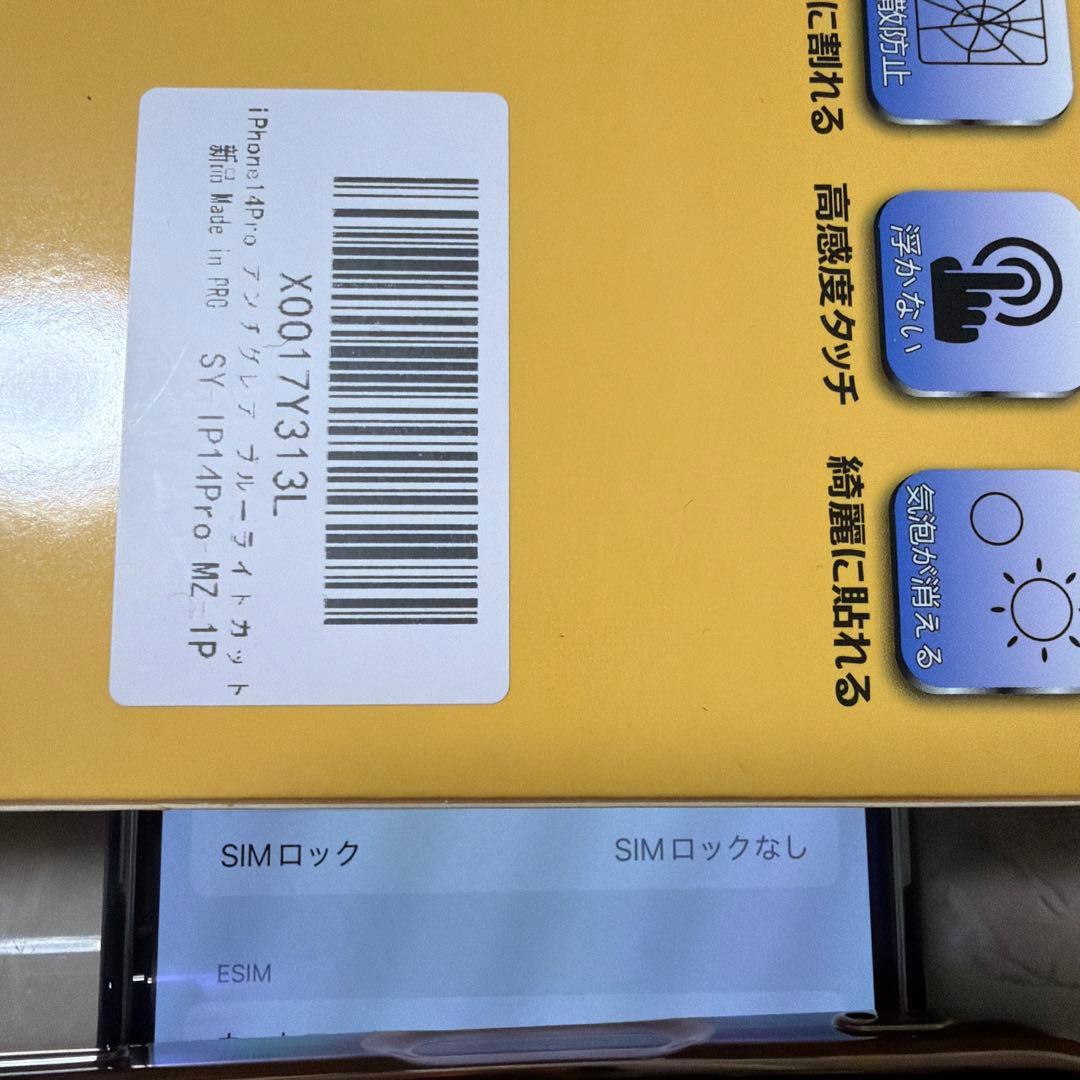 散防止
に割れる
浮かない
高感度タッチ
気泡が消える
綺麗に貼れる
X0017Y313L
iPhone14Pro アンチグレア ブルーライトカット
新品 Made in PRC
SY-IP14Pro-MZ-1P
SIMロック
SIMロックなし
ESIM